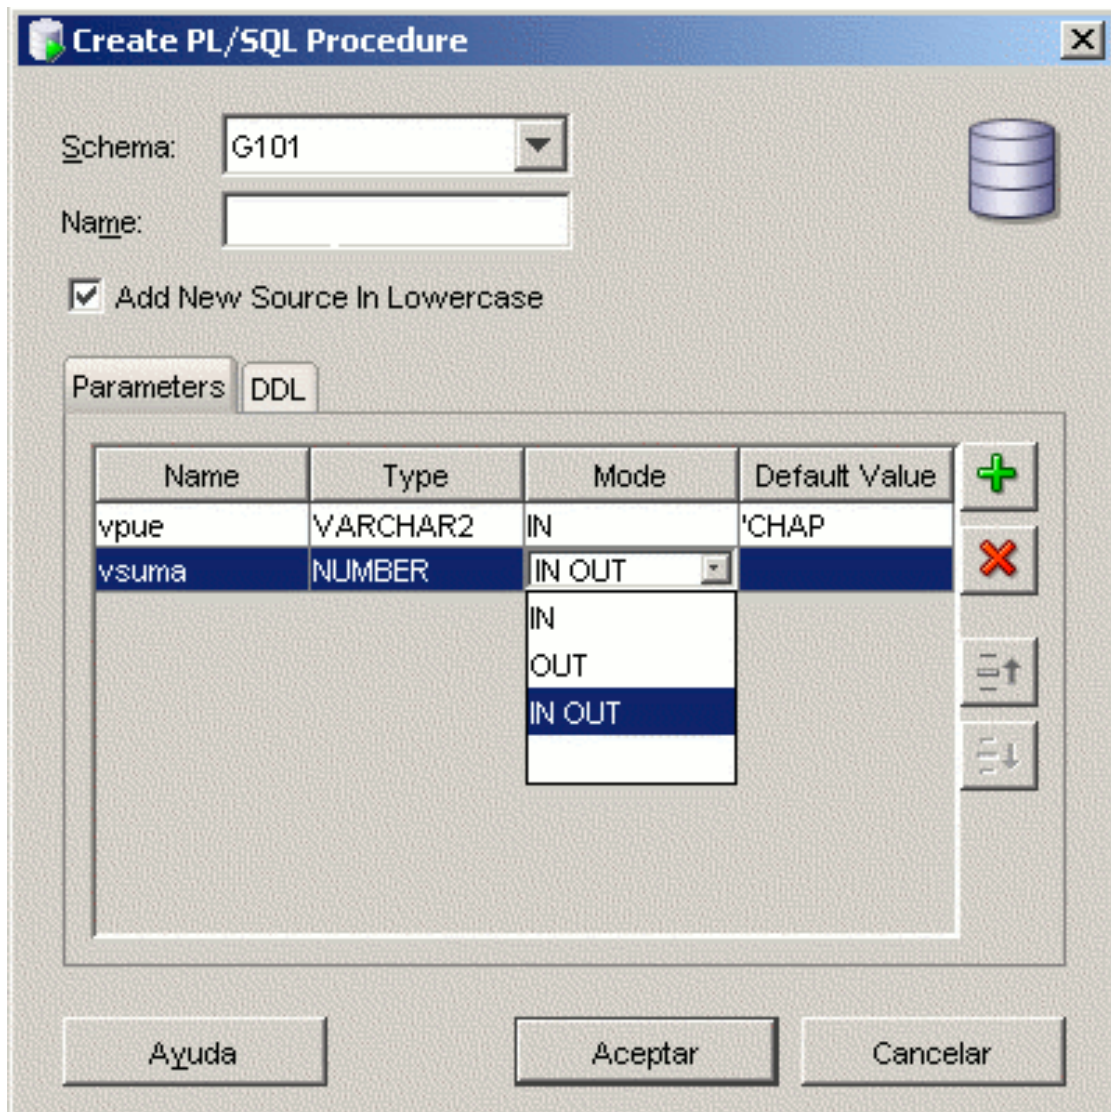 Create PL/SQL Procedure
Schema: G101
Name:
Add New Source In Lowercase
Parameters DDL
Name Type Mode Default Value
vpue VARCHAR2 IN 'CHAP
vsuma NUMBER IN OUT
IN
OUT
IN OUT
Ayuda Aceptar Cancelar